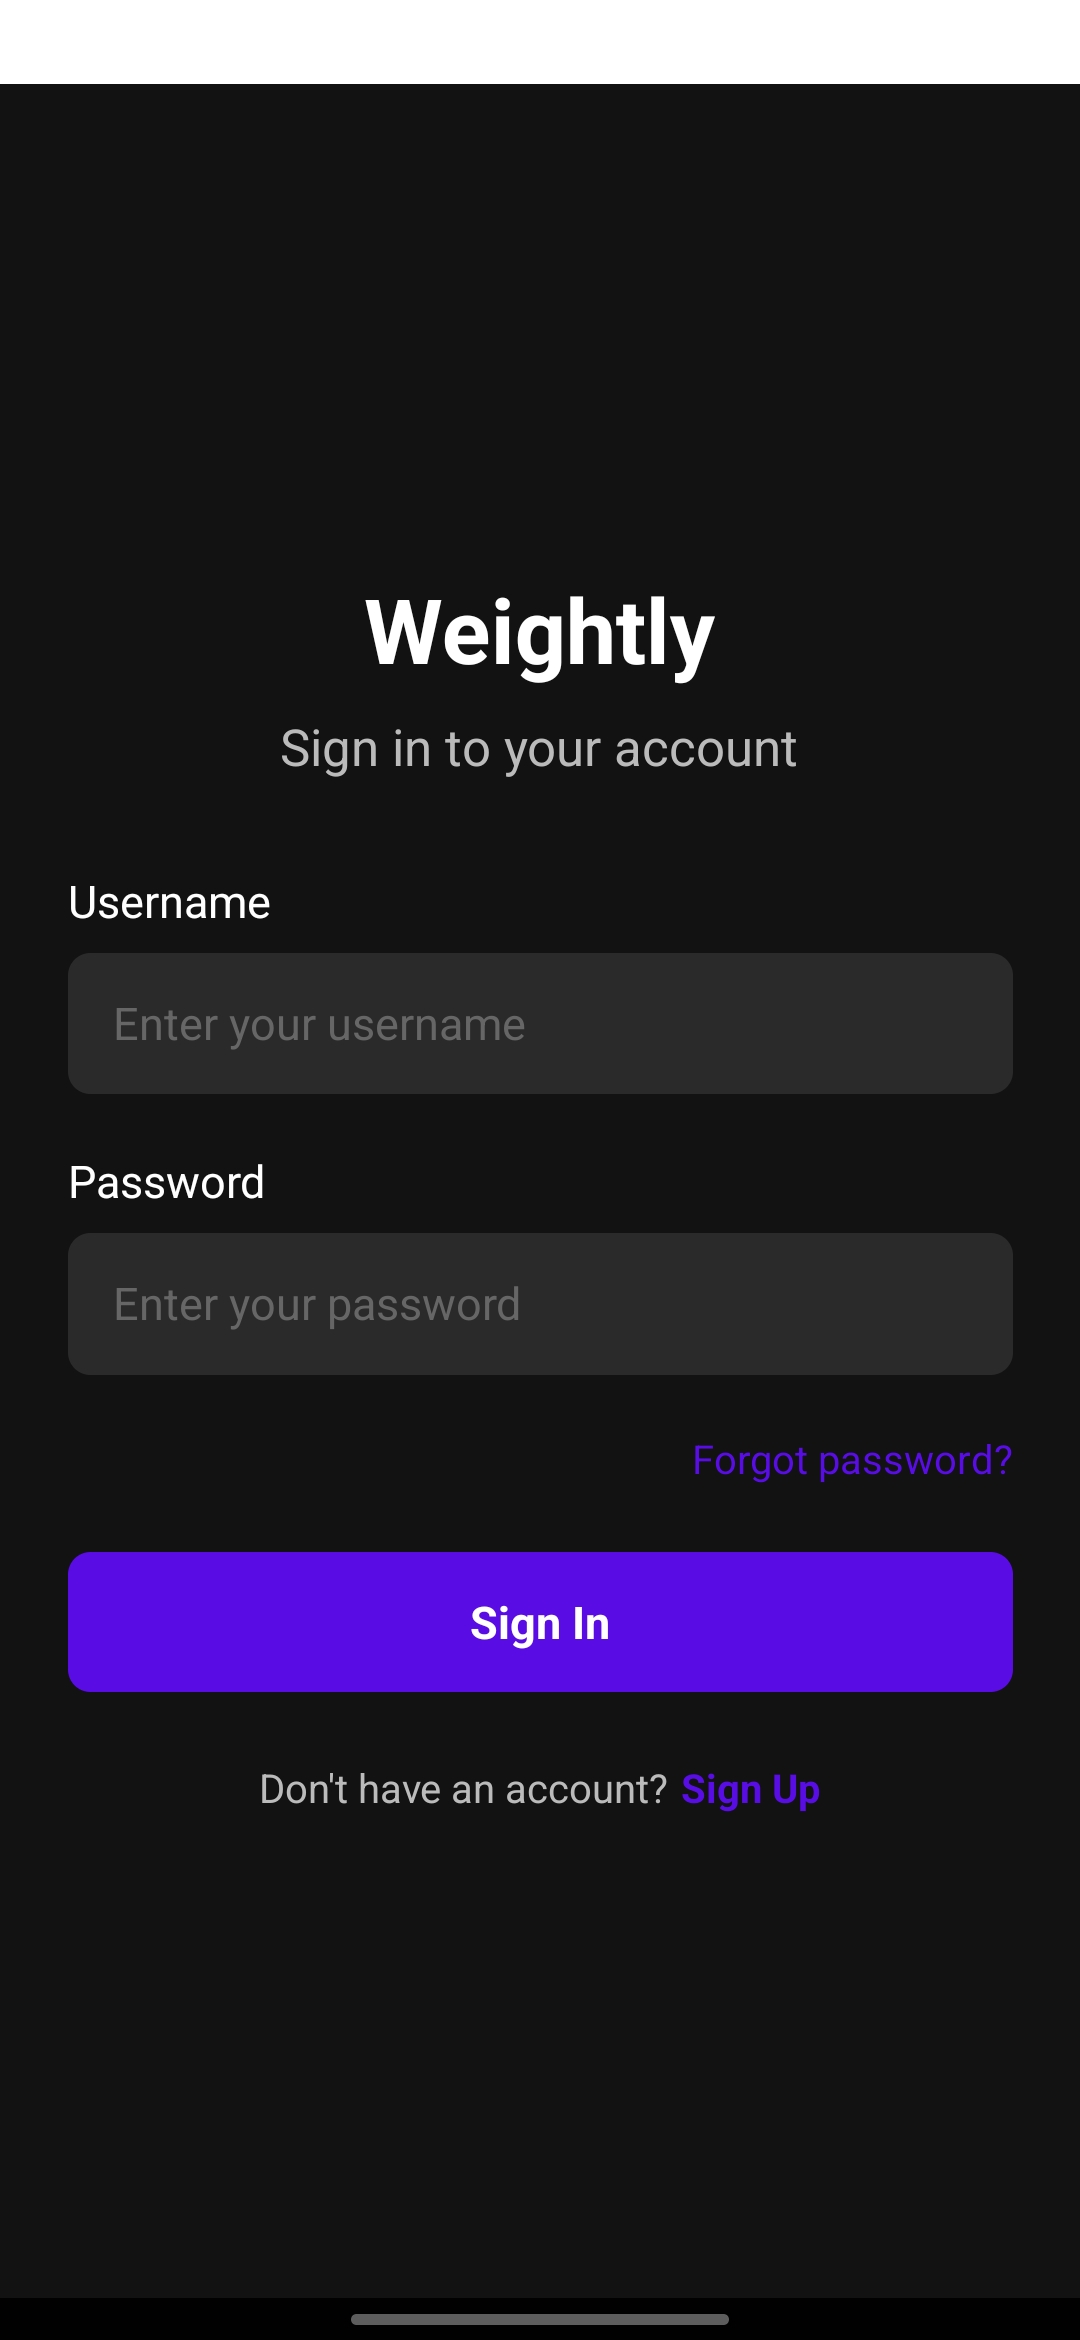 Weightly
Sign in to your account
Username
Enter your username
Password
Enter your password
Forgot password?
Sign In
Don't have an account? Sign Up